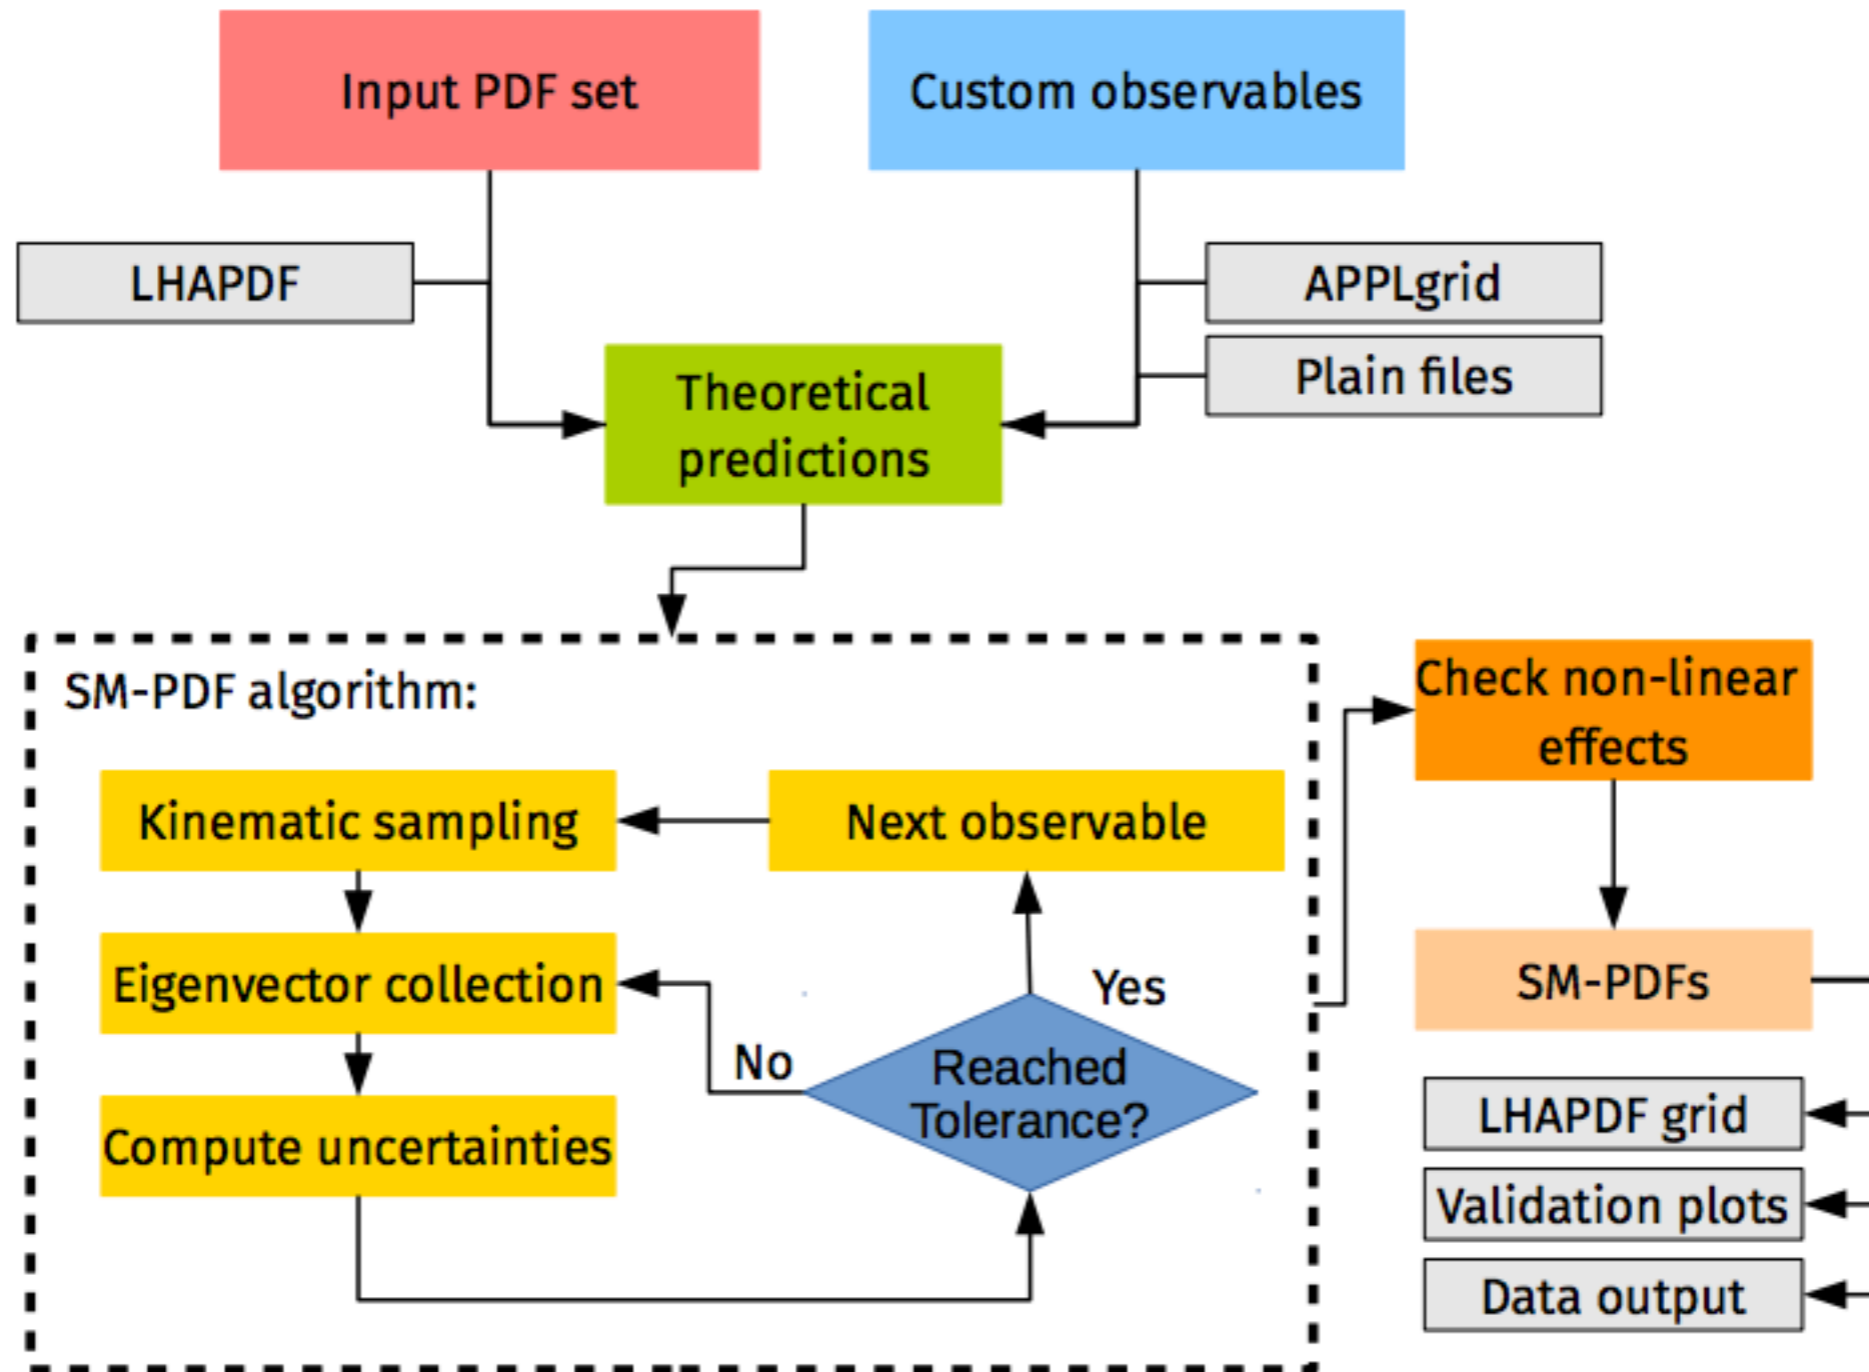 Input PDF set
Custom observables
LHAPDF
APPLgrid
Plain files
Theoretical
predictions
SM-PDF algorithm:
Check non-linear
effects
Kinematic sampling
Next observable
Eigenvector collection
Yes
SM-PDFs
No
Reached
Tolerance?
Compute uncertainties
LHAPDF grid
Validation plots
Data output